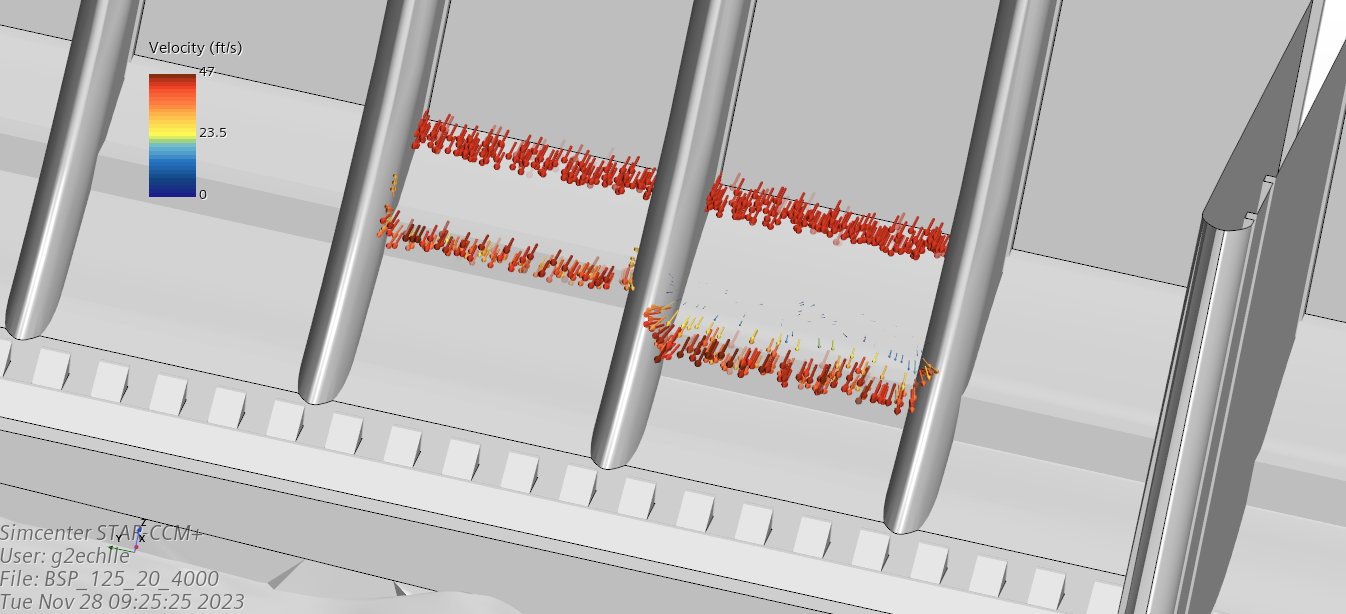 Velocity (ft/s)
47
23.5
0
Z
Y X
Simcenter STAR-CCM+
User: g2echlle
File: BSP_125_20_4000
Tue Nov 28 09:25:25 2023